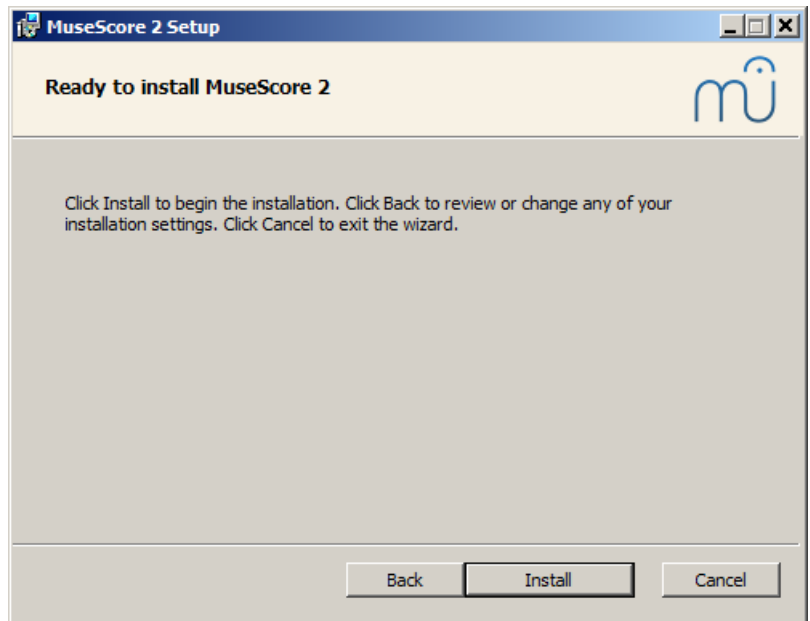 MuseScore 2 Setup
Ready to install MuseScore 2
Click Install to begin the installation. Click Back to review or change any of your
installation settings. Click Cancel to exit the wizard.
Back Install Cancel